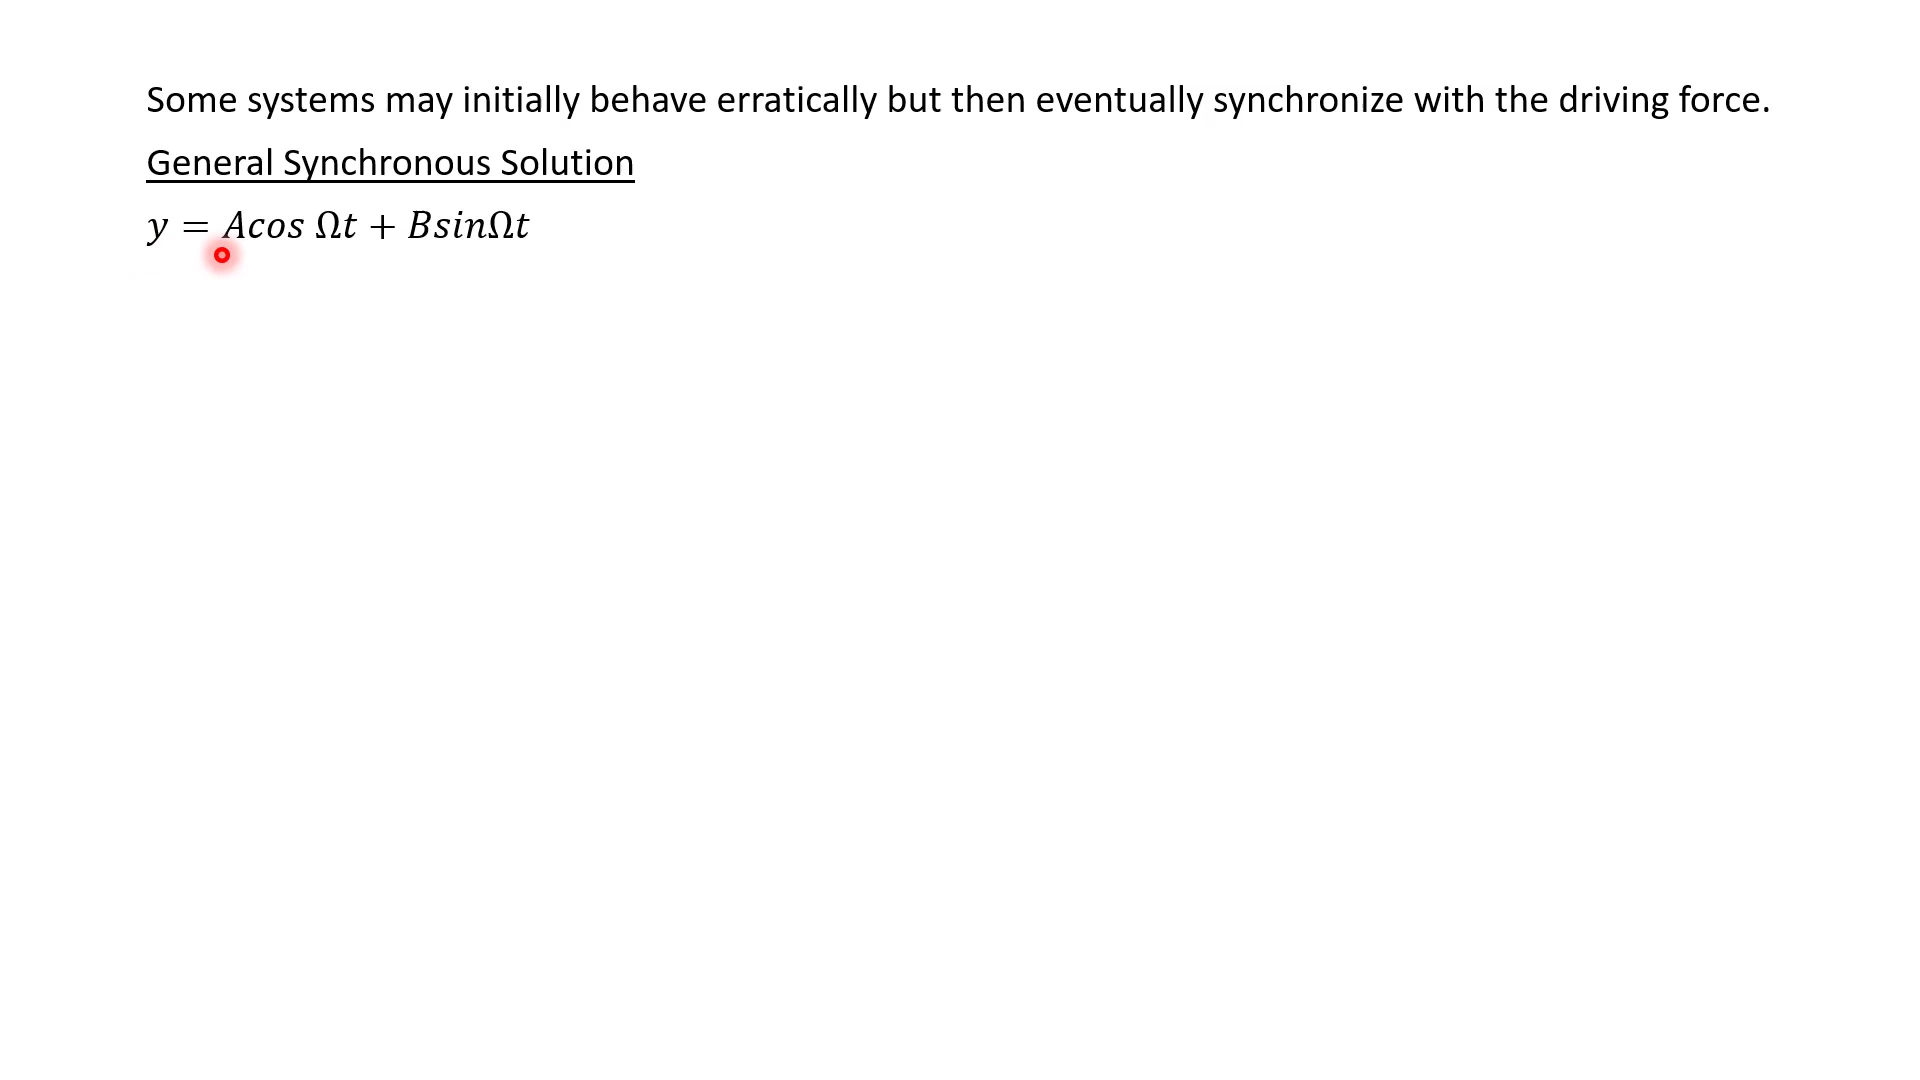 Some systems may initially behave erratically but then eventually synchronize with the driving force.
General Synchronous Solution
y = Acos Ωt + BsinΩt